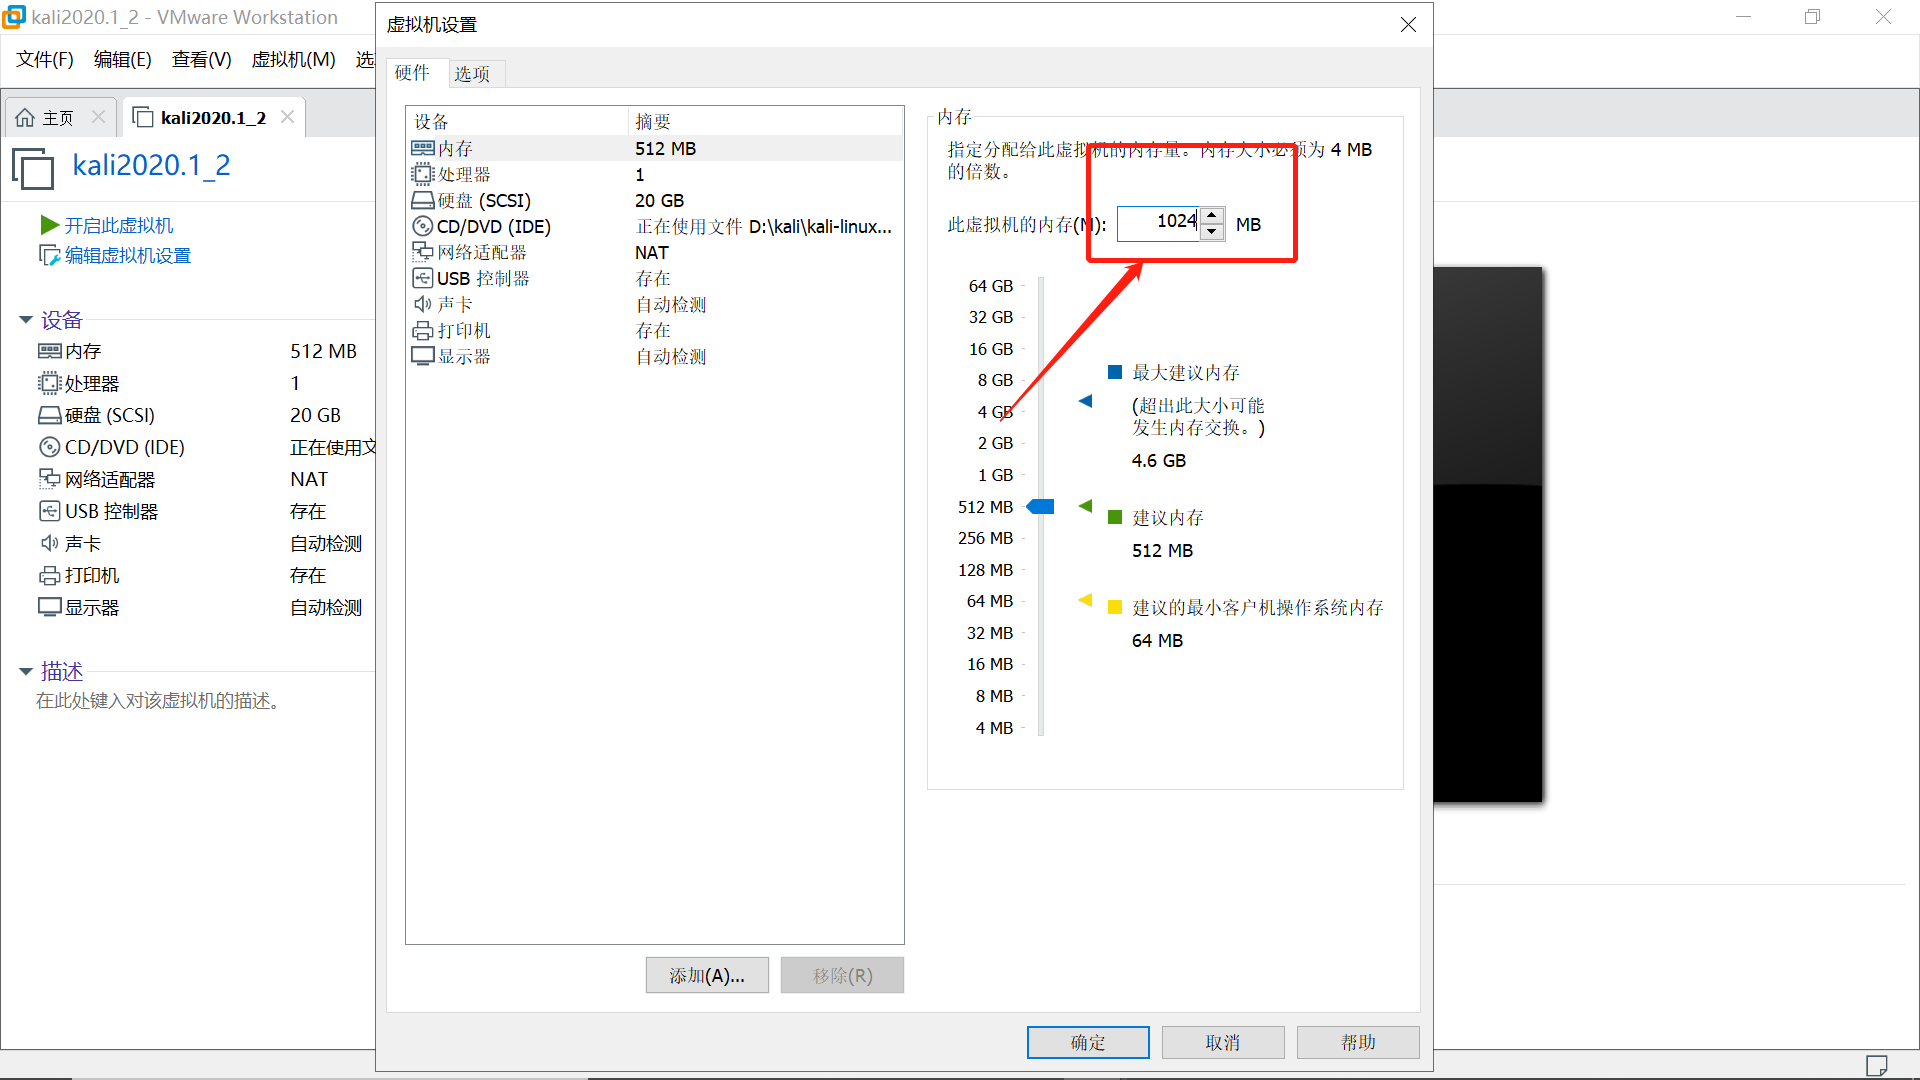 kali2020.1_2 - VMware Workstation
文件(F) 编辑(E) 查看(V) 虚拟机(M) 选
主页 kali2020.1_2
kali2020.1_2
开启此虚拟机
编辑虚拟机设置
设备
内存 512 MB
处理器 1
硬盘 (SCSI) 20 GB
CD/DVD (IDE) 正在使用文
网络适配器 NAT
USB 控制器 存在
声卡 自动检测
打印机 存在
显示器 自动检测
描述
在此处键入对该虚拟机的描述。
虚拟机设置
硬件 选项
设备 摘要
内存 512 MB
处理器 1
硬盘 (SCSI) 20 GB
CD/DVD (IDE) 正在使用文件 D:\kali\kali-linux...
网络适配器 NAT
USB 控制器 存在
声卡 自动检测
打印机 存在
显示器 自动检测
添加(A)... 移除(R)
内存
指定分配给此虚拟机的内存量。内存大小必须为 4 MB
的倍数。
此虚拟机的内存(M): 1024 MB
64 GB
32 GB
16 GB
8 GB
4 GB
2 GB
1 GB
512 MB
256 MB
128 MB
64 MB
32 MB
16 MB
8 MB
4 MB
最大建议内存
(超出此大小可能
发生内存交换。)
4.6 GB
建议内存
512 MB
建议的最小客户机操作系统内存
64 MB
确定 取消 帮助